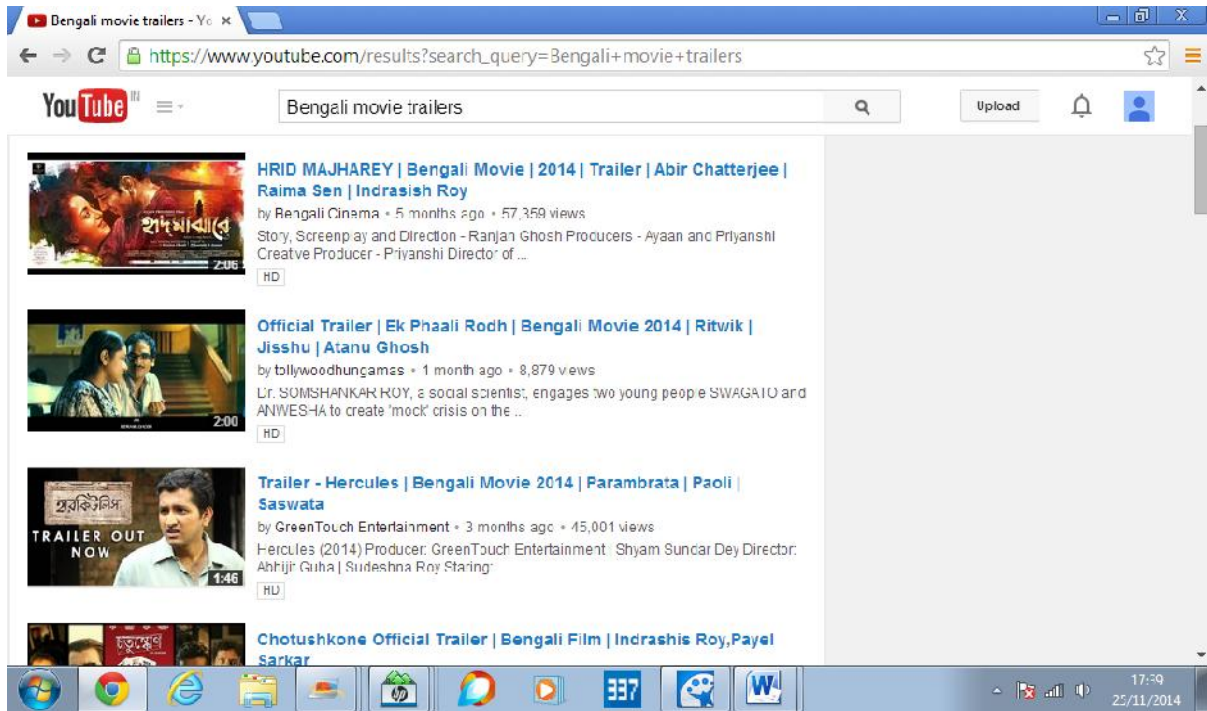 Bengali movie trailers - Yo
https://www.youtube.com/results?search_query=Bengali+movie+trailers
YouTube IN
Bengali movie trailers
Upload
HRID MAJHAREY | Bengali Movie | 2014 | Trailer | Abir Chatterjee |
Raima Sen | Indrasish Roy
by Bengali Cinema • 5 months ago • 57,359 views
Story, Screenplay and Direction - Ranjan Ghosh Producers - Ayaan and Priyanshi
Creative Producer - Priyanshi Director of ...
HD
হৃদ মাঝারে
2:06
Official Trailer | Ek Phaali Rodh | Bengali Movie 2014 | Ritwik |
Jisshu | Atanu Ghosh
by tollywoodhungamas • 1 month ago • 8,879 views
Dr. SOMSHANKAR ROY, a social scientist, engages two young people SWAGATO and
ANWESHA to create 'mock' crisis on the ...
HD
2:00
Trailer - Hercules | Bengali Movie 2014 | Parambrata | Paoli |
Saswata
by GreenTouch Entertainment • 3 months ago • 45,001 views
Hercules (2014) Producer: GreenTouch Entertainment | Shyam Sundar Dey Director:
Abhijit Guha | Sudeshna Roy Staring:
HD
হারকিউলিস
TRAILER OUT
NOW
1:46
Chotushkone Official Trailer | Bengali Film | Indrashis Roy,Payel
Sarkar
চতুষ্কোণ
hp
337
W
17:39
25/11/2014